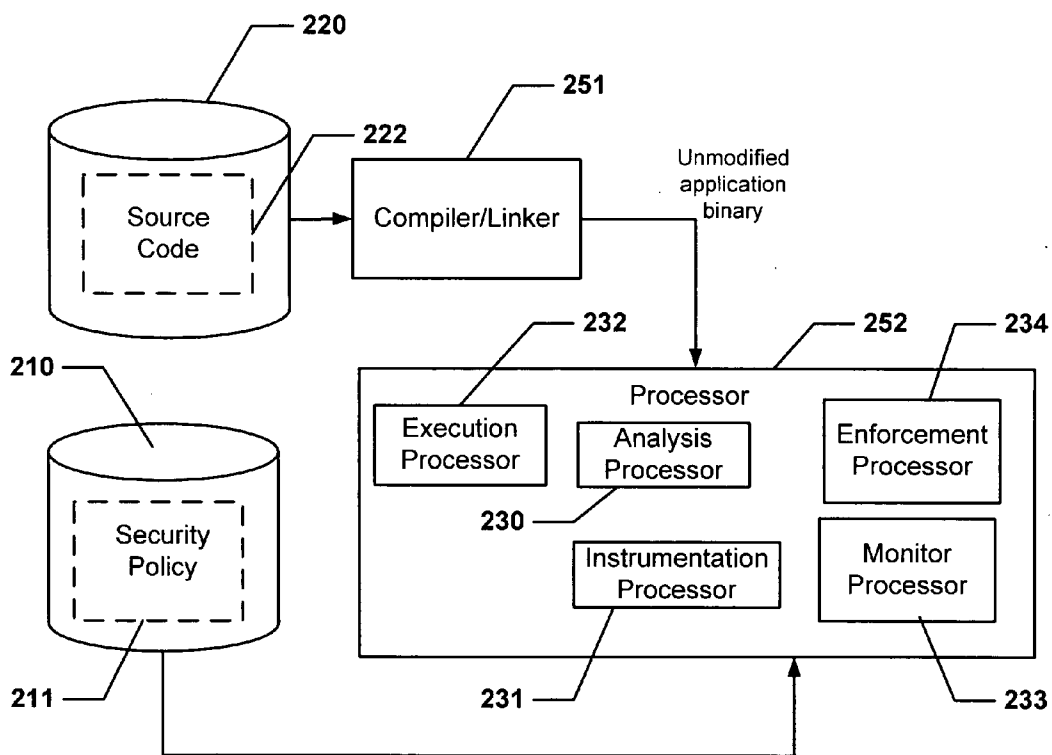 220
251
222
Unmodified
application
binary
Source
Code
Compiler/Linker
232
252
234
210
Processor
Execution
Processor
Analysis
Processor
Enforcement
Processor
230
Security
Policy
Instrumentation
Processor
Monitor
Processor
211
231
233